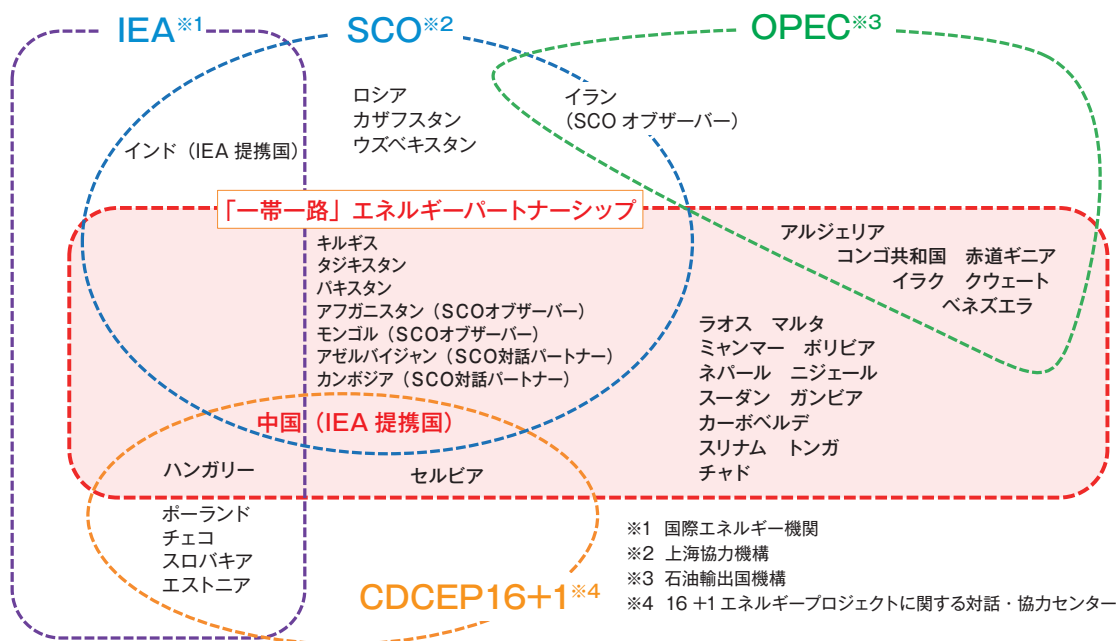 IEA※1
SCO※2
OPEC※3
ロシア
カザフスタン
ウズベキスタン
イラン
（SCO オブザーバー）
インド（IEA 提携国）
「一帯一路」エネルギーパートナーシップ
キルギス
タジキスタン
パキスタン
アフガニスタン（SCOオブザーバー）
モンゴル（SCOオブザーバー）
アゼルバイジャン（SCO対話パートナー）
カンボジア（SCO対話パートナー）
アルジェリア
コンゴ共和国　赤道ギニア
イラク　クウェート
ベネズエラ
ラオス　マルタ
ミャンマー　ボリビア
ネパール　ニジェール
スーダン　ガンビア
カーボベルデ
スリナム　トンガ
チャド
中国（IEA 提携国）
ハンガリー
セルビア
ポーランド
チェコ
スロバキア
エストニア
CDCEP16+1※4
※1 国際エネルギー機関
※2 上海協力機構
※3 石油輸出国機構
※4 16 +1 エネルギープロジェクトに関する対話・協力センター